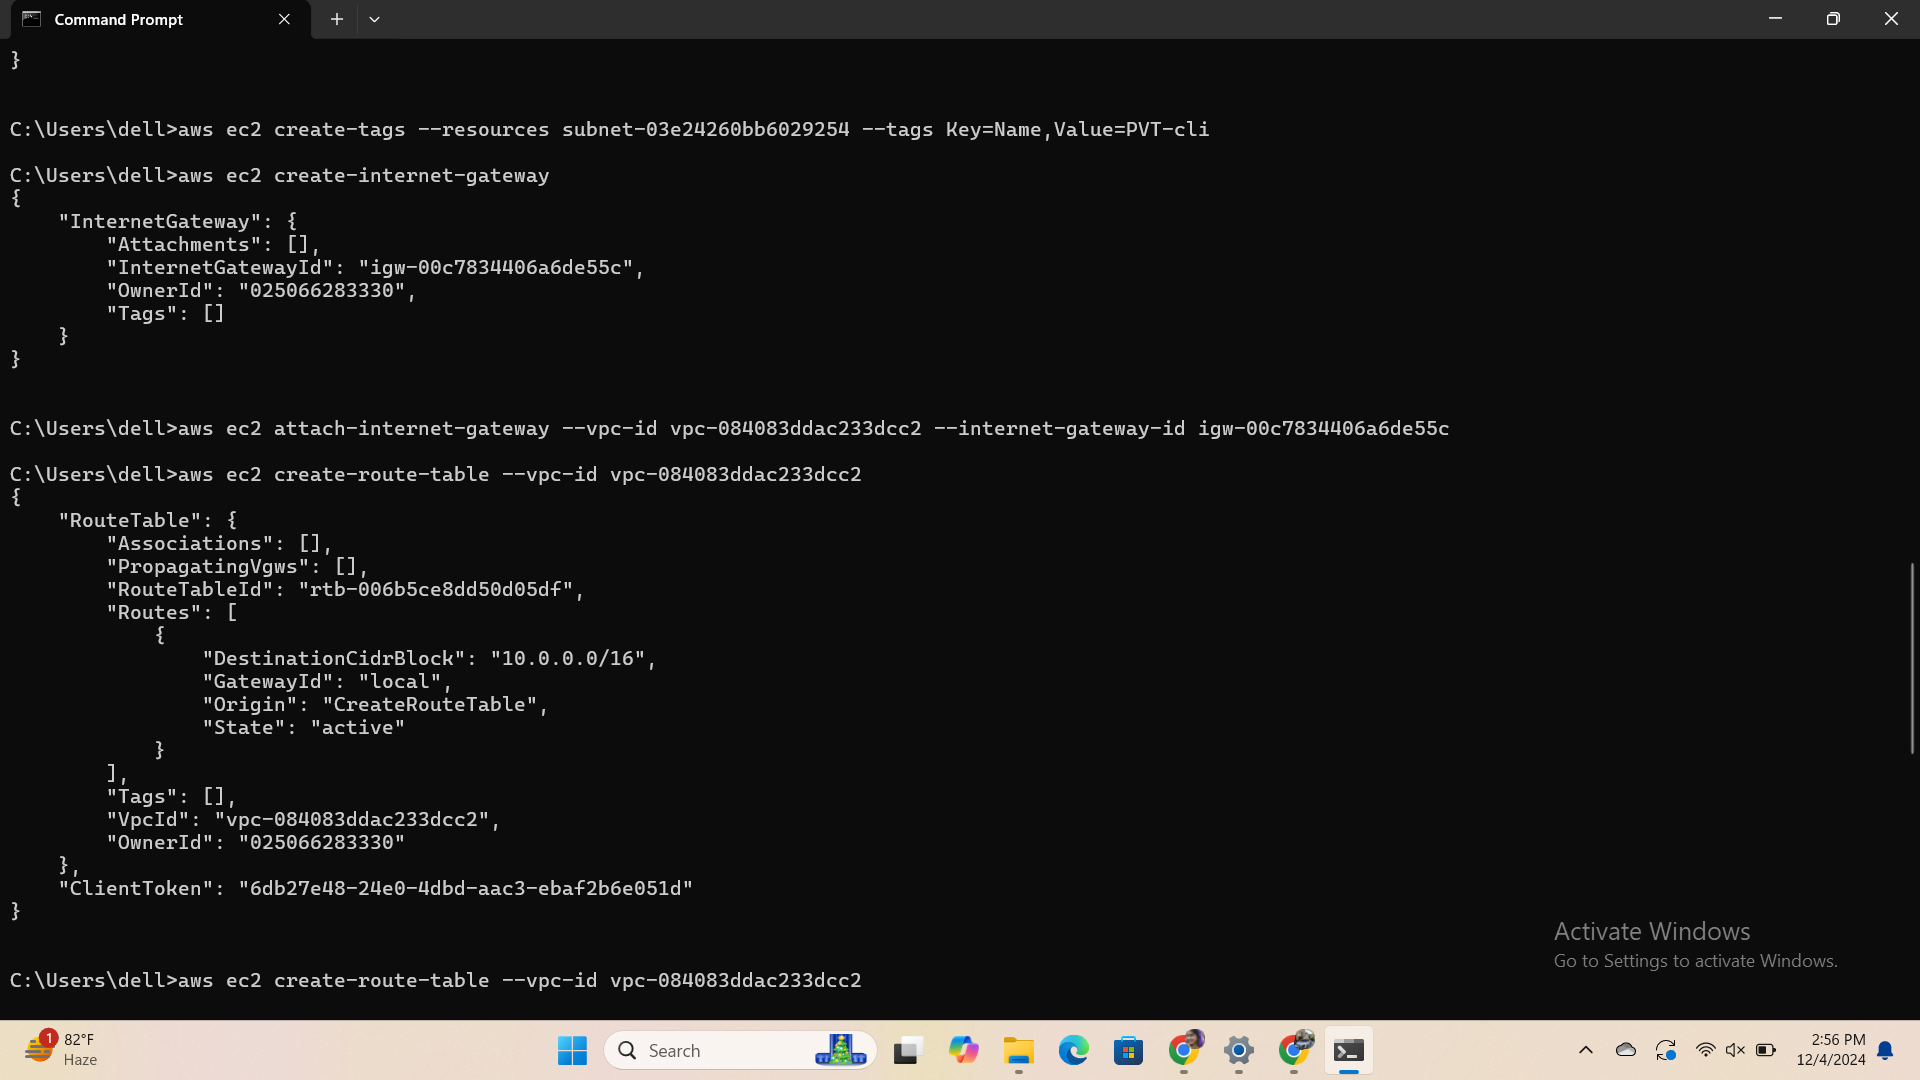 Command Prompt
}
C:\Users\dell>aws ec2 create-tags --resources subnet-03e24260bb6029254 --tags Key=Name,Value=PVT-cli
C:\Users\dell>aws ec2 create-internet-gateway
{
    "InternetGateway": {
        "Attachments": [],
        "InternetGatewayId": "igw-00c7834406a6de55c",
        "OwnerId": "025066283330",
        "Tags": []
    }
}
C:\Users\dell>aws ec2 attach-internet-gateway --vpc-id vpc-084083ddac233dcc2 --internet-gateway-id igw-00c7834406a6de55c
C:\Users\dell>aws ec2 create-route-table --vpc-id vpc-084083ddac233dcc2
{
    "RouteTable": {
        "Associations": [],
        "PropagatingVgws": [],
        "RouteTableId": "rtb-006b5ce8dd50d05df",
        "Routes": [
            {
                "DestinationCidrBlock": "10.0.0.0/16",
                "GatewayId": "local",
                "Origin": "CreateRouteTable",
                "State": "active"
            }
        ],
        "Tags": [],
        "VpcId": "vpc-084083ddac233dcc2",
        "OwnerId": "025066283330"
    },
    "ClientToken": "6db27e48-24e0-4dbd-aac3-ebaf2b6e051d"
}
C:\Users\dell>aws ec2 create-route-table --vpc-id vpc-084083ddac233dcc2
Activate Windows
Go to Settings to activate Windows.
1
82°F
Haze
Search
2:56 PM
12/4/2024